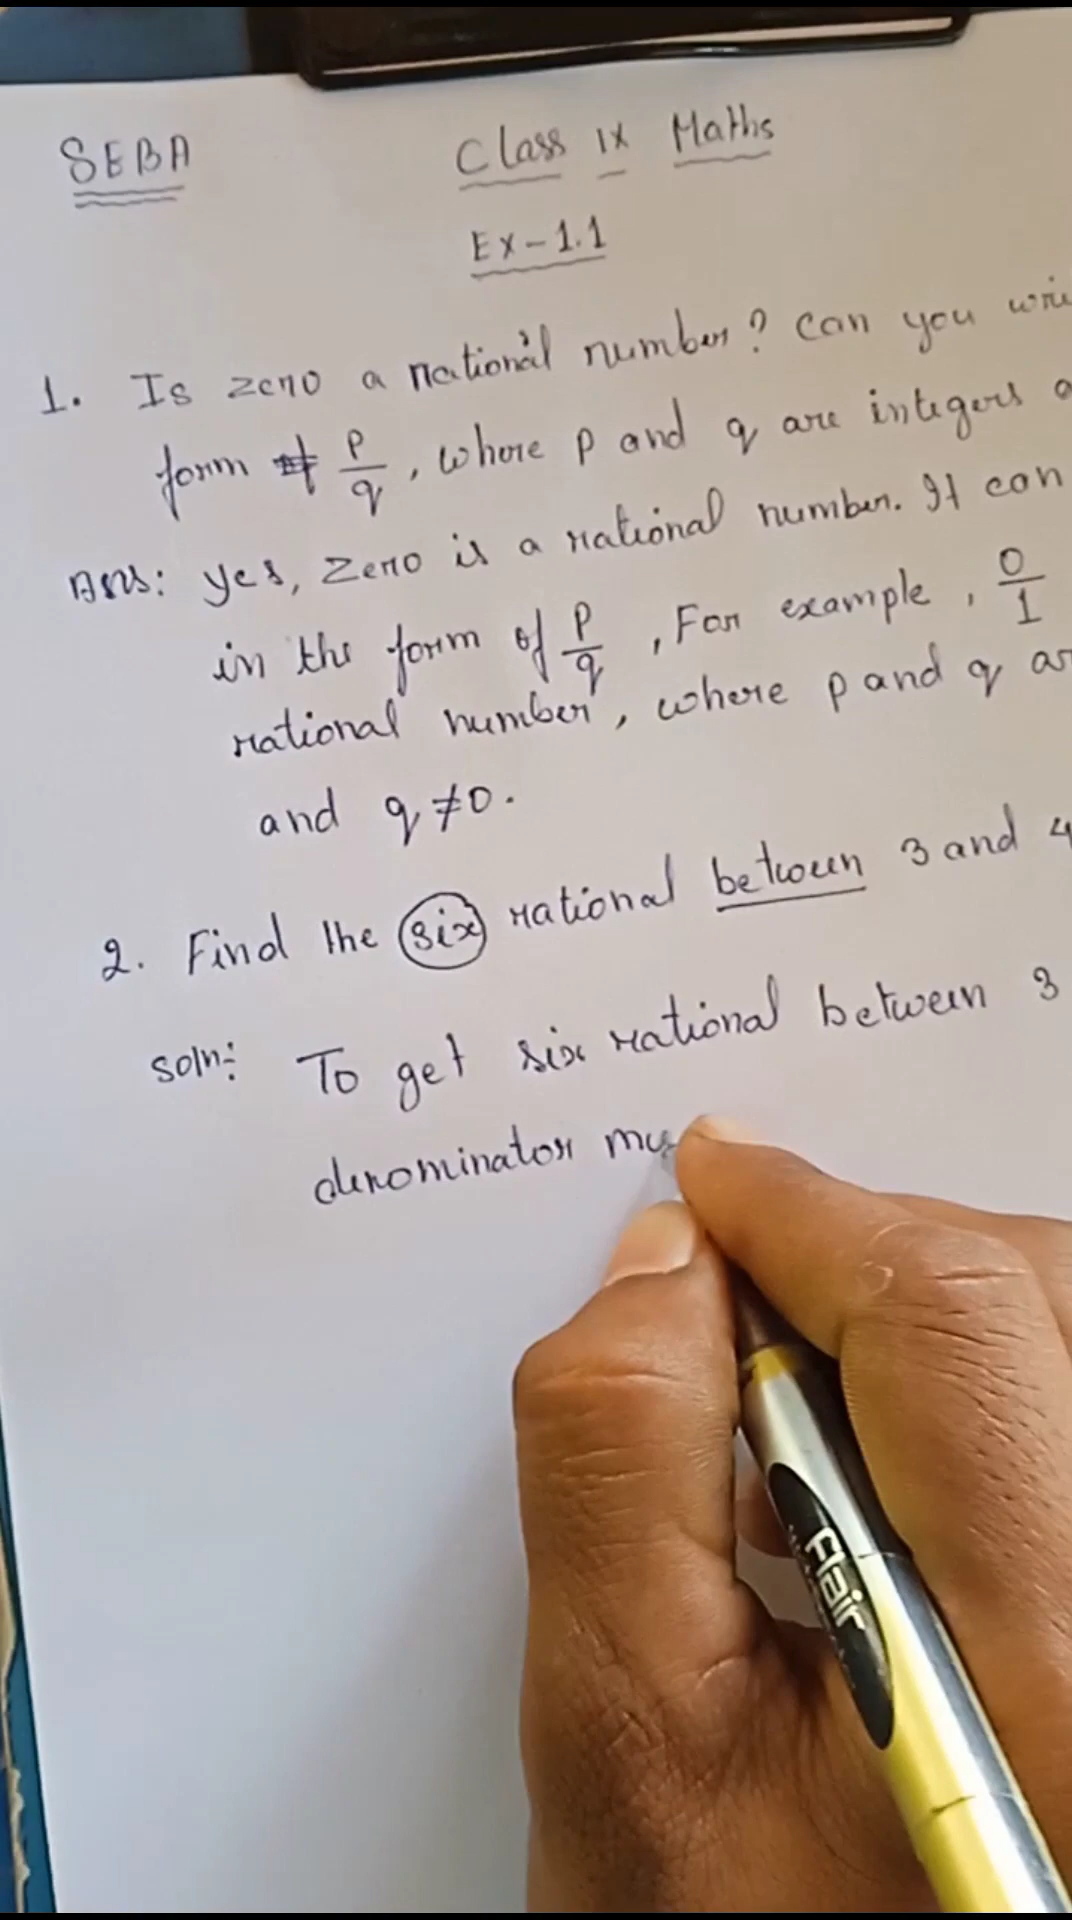 SEBA
Class IX Maths
Ex-1.1
1. Is zero a rational number? Can you
form of p/q, where p and q are integers
Ans: yes, Zero is a rational number. It can
in the form of p/q, For example, 0/1
rational number, where p and q
and q≠0.
2. Find the six rational between 3 and 4
soln: To get six rational between 3
denominator
Flair